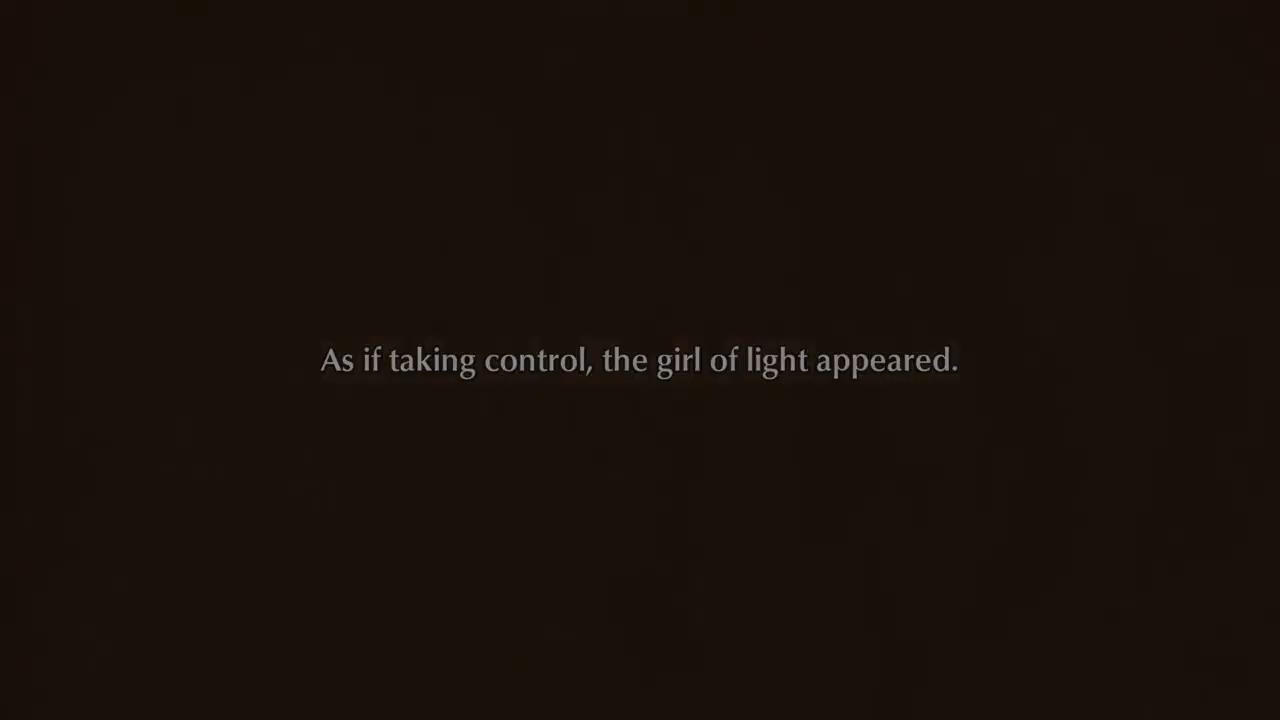 As if taking control, the girl of light appeared.